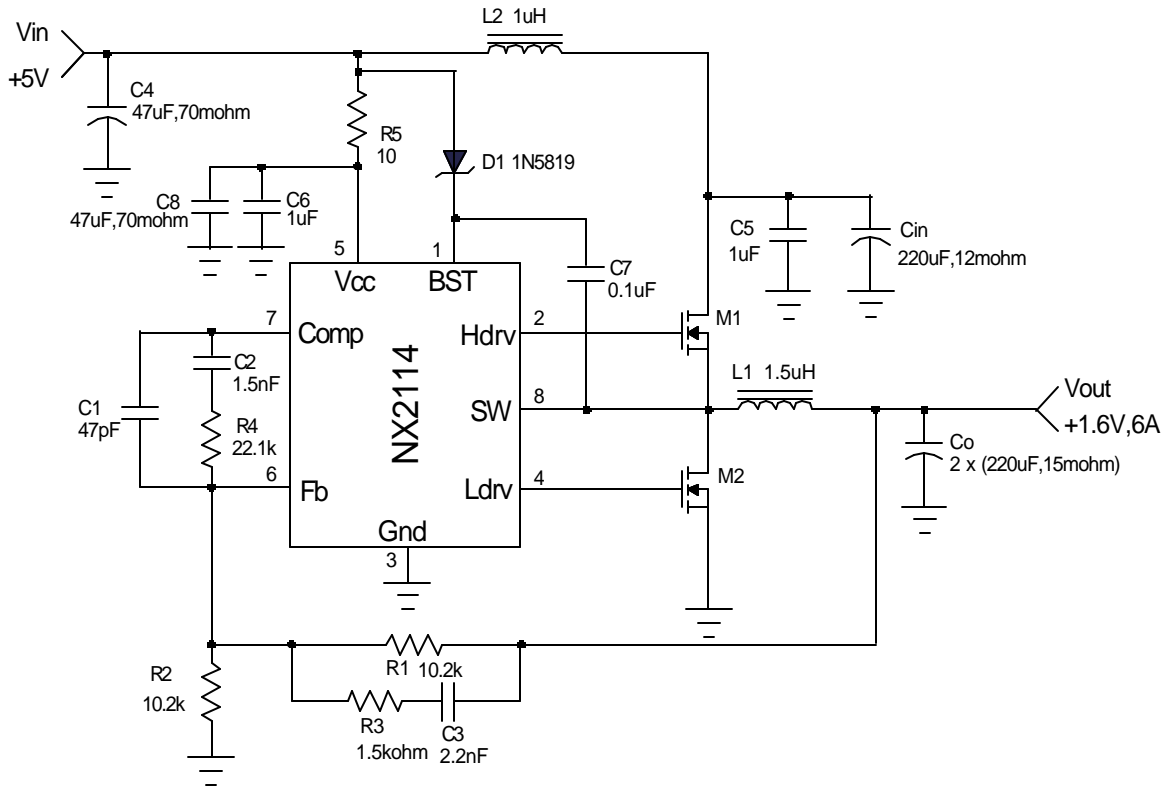 L2 1uH
Vin
+5V
C4
47uF,70mohm
R5
10
D1 1N5819
C8
47uF,70mohm
C6
1uF
C5
1uF
Cin
220uF,12mohm
5
1
Vcc
BST
C7
0.1uF
7
Comp
Hdrv
2
M1
C2
1.5nF
NX2114
L1 1.5uH
Vout
+1.6V,6A
SW
8
C1
47pF
R4
22.1k
Co
2 x (220uF,15mohm)
6
Fb
Ldrv
4
M2
Gnd
3
R1 10.2k
R2
10.2k
R3
1.5kohm
C3
2.2nF